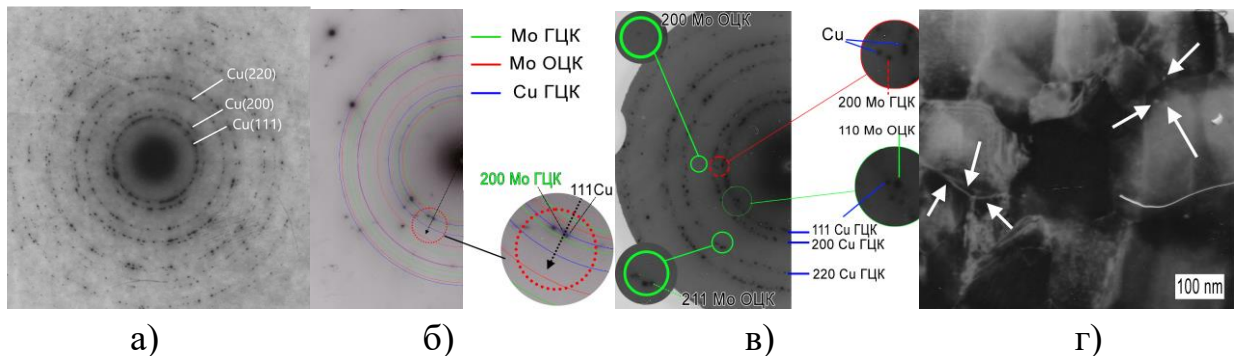 Cu(220)
Cu(200)
Cu(111)
а)
Mo ГЦК
Mo ОЦК
Cu ГЦК
200 Mo ГЦК
111Cu
б)
200 Mo ОЦК
Cu
200 Mo ГЦК
110 Mo ОЦК
111 Cu ГЦК
200 Cu ГЦК
220 Cu ГЦК
211 Mo ОЦК
в)
100 nm
г)